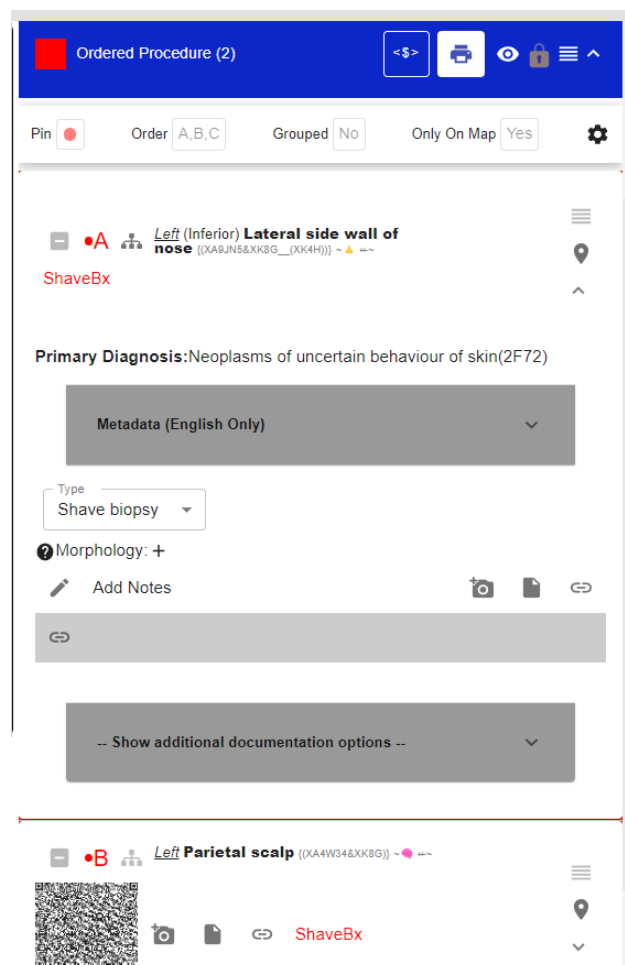 Ordered Procedure (2) <$>
Pin Order A,B,C Grouped No Only On Map Yes
•A Left (Inferior) Lateral side wall of
nose {(XA9JN5&XK8G__(XK4H))} ~👃 ⇜~
ShaveBx
Primary Diagnosis:Neoplasms of uncertain behaviour of skin(2F72)
Metadata (English Only)
Type
Shave biopsy
Morphology: +
Add Notes
-- Show additional documentation options --
•B Left Parietal scalp {(XA4W34&XK8G)} ~🧠 ⇜~
ShaveBx